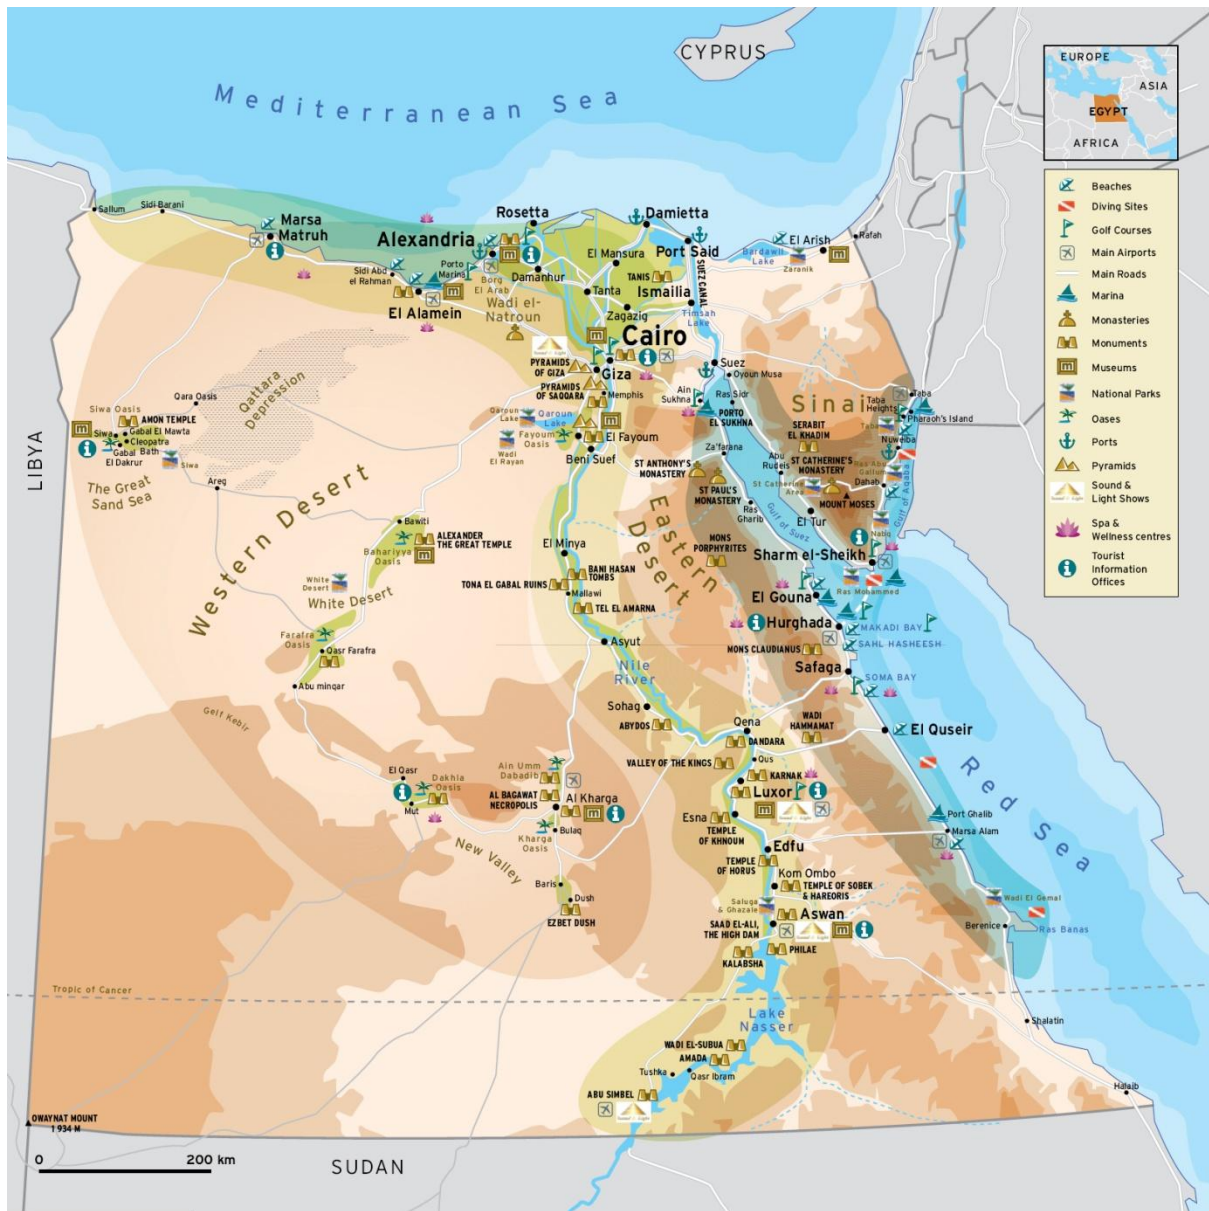 CYPRUS
Mediterranean Sea
EUROPE
ASIA
EGYPT
AFRICA
Beaches
Diving Sites
Golf Courses
Main Airports
Main Roads
Marina
Monasteries
Monuments
Museums
National Parks
Oases
Ports
Pyramids
Sound &
Light Shows
Spa &
Wellness centres
Tourist
Information
Offices
Sallum
Sidi Barani
Marsa
Matruh
Rosetta
Damietta
Alexandria
El Mansura
Port Said
El Arish
Rafah
Bardawil
Lake
Zaranik
Sidi Abd
el Rahman
Porto
Marina
Borg
El Arab
Damanhur
TANIS
SUEZ CANAL
El Alamein
Wadi el-
Natroun
Tanta
Ismailia
Zagazig
Timsah
Lake
Cairo
PYRAMIDS
OF GIZA
Giza
Suez
Oyoun Musa
PYRAMIDS
OF SAQQARA
Memphis
Ain
Sukhna
Ras Sidr
PORTO
EL SUKHNA
Sinai
Taba
Taba
Heights
Pharaoh's Island
Taba
Qattara
Depression
Qara Oasis
Siwa Oasis
AMON TEMPLE
Siwa
Gabal El Mawta
Cleopatra
Bath
Gabal
El Dakrur
Siwa
The Great
Sand Sea
Areg
LIBYA
Qaroun
Lake
Qaroun
Lake
Fayoum
Oasis
Wadi
El Rayan
El Fayoum
Beni Suef
Za'farana
SERABIT
EL KHADIM
Nuweiba
Abu
Rudeis
ST CATHERINE'S
MONASTERY
Ras Abu
Gallum
Dahab
St Catherine
Area
MOUNT MOSES
Gulf of Aqaba
ST ANTHONY'S
MONASTERY
ST PAUL'S
MONASTERY
Ras
Gharib
Gulf of Suez
El Tur
Nabq
Sharm el-Sheikh
Ras Mohammed
Western Desert
Eastern
Desert
Bawiti
ALEXANDER
THE GREAT TEMPLE
Bahariyya
Oasis
White
Desert
White Desert
El Minya
BANI HASAN
TOMBS
TONA EL GABAL RUINS
Mallawi
TEL EL AMARNA
MONS
PORPHYRITES
El Gouna
Hurghada
MAKADI BAY
SAHL HASHEESH
MONS CLAUDIANUS
Safaga
SOMA BAY
Farafra
Oasis
Qasr Farafra
Abu minqar
Gelf Kebir
Asyut
Nile
River
Sohag
ABYDOS
Qena
DANDARA
WADI
HAMMAMAT
El Quseir
Red Sea
VALLEY OF THE KINGS
Qus
KARNAK
Luxor
Esna
TEMPLE
OF KHNOUM
Port Ghalib
Marsa Alam
El Qasr
Dakhla
Oasis
Mut
Ain Umm
Dabadib
AL BAGAWAT
NECROPOLIS
Al Kharga
Bulaq
Kharga
Oasis
New Valley
Baris
Dush
EZBET DUSH
Edfu
TEMPLE
OF HORUS
Kom Ombo
TEMPLE OF SOBEK
& HAREORIS
Saluga
& Ghazale
Aswan
SAAD EL-ALI,
THE HIGH DAM
PHILAE
KALABSHA
Wadi El Gemal
Ras Banas
Berenice
Tropic of Cancer
Lake
Nasser
Shalatin
WADI EL-SUBUA
AMADA
Tushka
Qasr Ibram
ABU SIMBEL
Halaib
OWAYNAT MOUNT
1 934 M
0 200 km
SUDAN